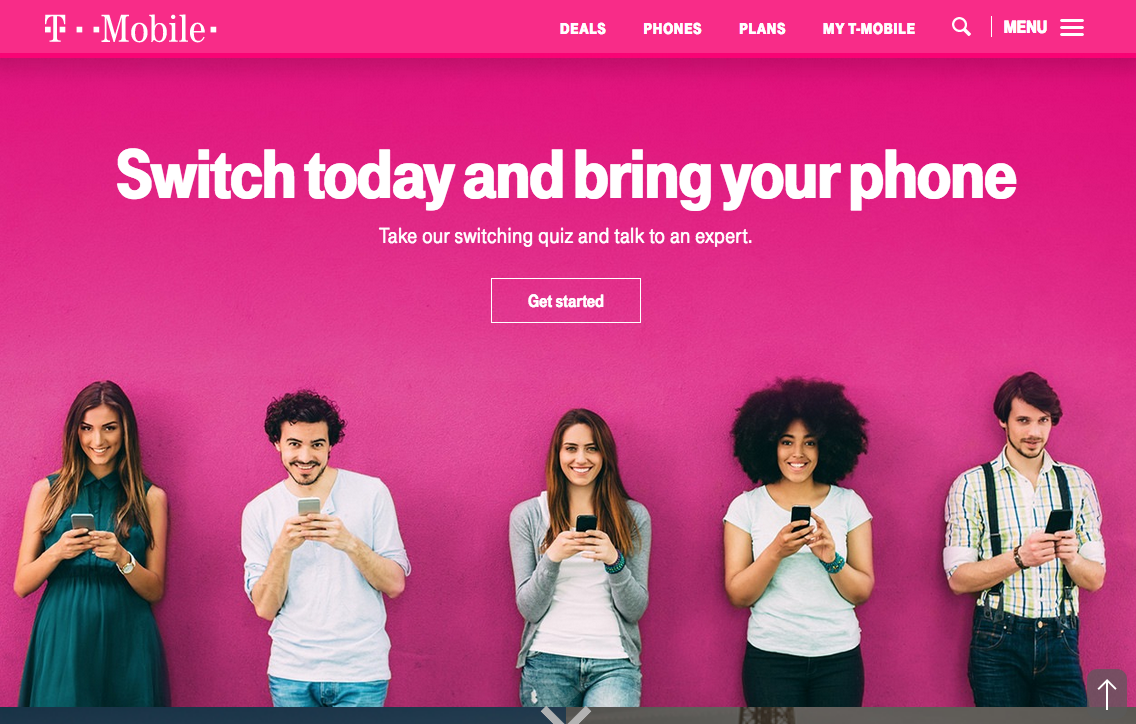 T · · Mobile ·
DEALS PHONES PLANS MY T-MOBILE MENU
Switch today and bring your phone
Take our switching quiz and talk to an expert.
Get started